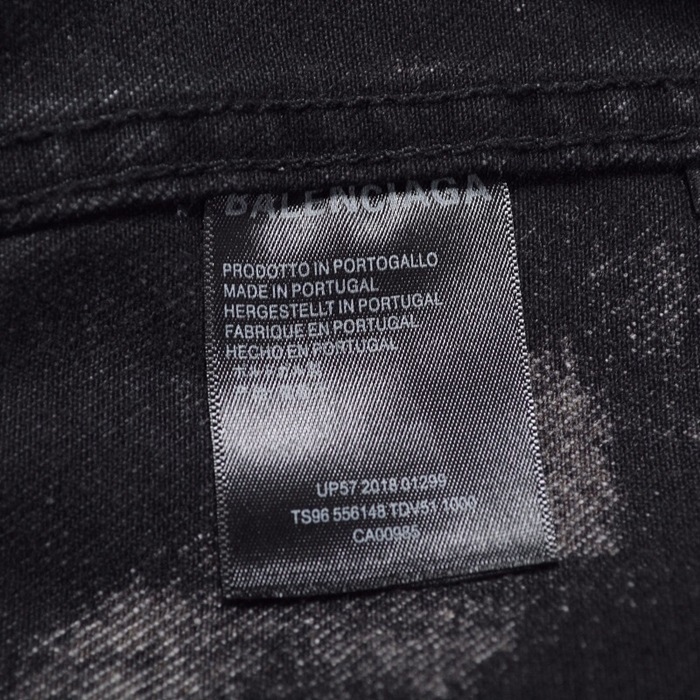 BALENCIAGA
PRODOTTO IN PORTOGALLO
MADE IN PORTUGAL
HERGESTELLT IN PORTUGAL
FABRIQUE EN PORTUGAL
HECHO EN PORTUGAL
UP57 2018 01299
TS96 556148 TDV51 1000
CA00985